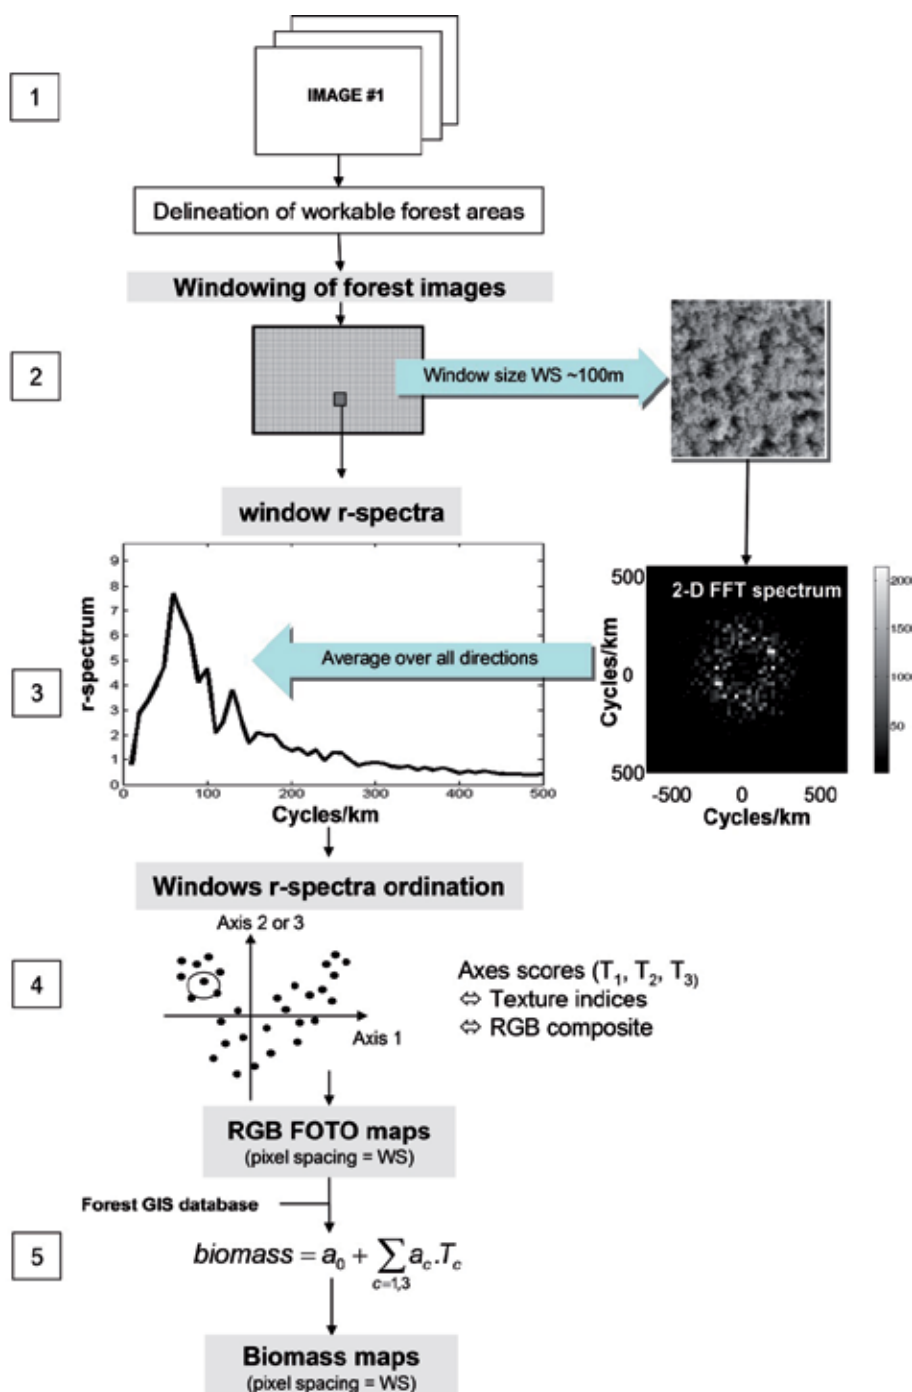 1
IMAGE #1
Delineation of workable forest areas
Windowing of forest images
2
Window size WS ~100m
window r-spectra
3
r-spectrum
9
8
7
6
5
4
3
2
1
0
0 100 200 300 400 500
Cycles/km
Average over all directions
2-D FFT spectrum
500
0
500
Cycles/km
-500 0 500
Cycles/km
200
150
100
50
Windows r-spectra ordination
4
Axis 2 or 3
Axis 1
Axes scores (T1, T2, T3)
⇔ Texture indices
⇔ RGB composite
RGB FOTO maps
(pixel spacing = WS)
Forest GIS database
5
biomass = a0 + ∑ ac.Tc
c=1,3
Biomass maps
(pixel spacing = WS)